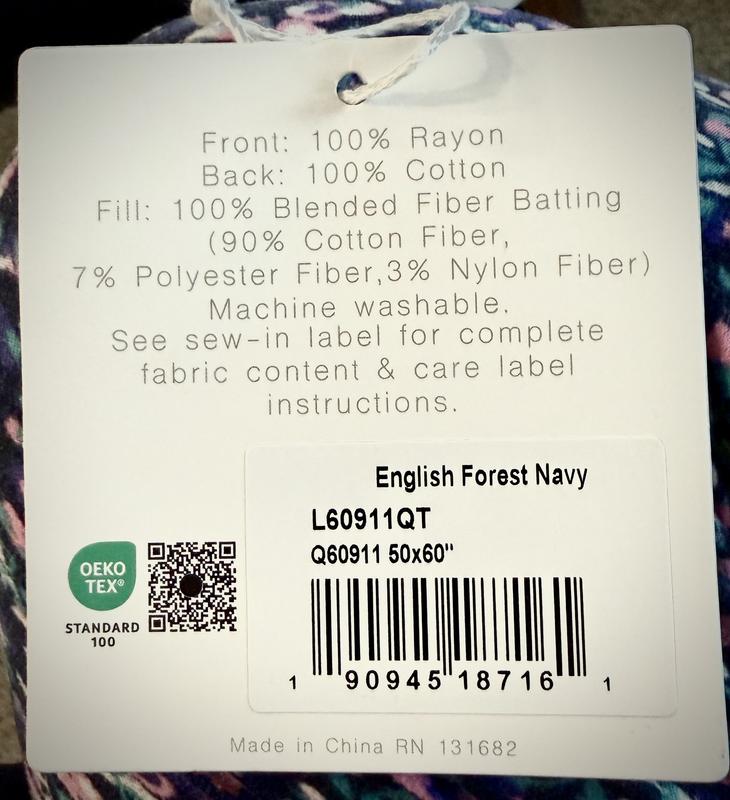 Front: 100% Rayon
Back: 100% Cotton
Fill: 100% Blended Fiber Batting
(90% Cotton Fiber,
7% Polyester Fiber,3% Nylon Fiber)
Machine washable.
See sew-in label for complete
fabric content & care label
instructions.
English Forest Navy
L60911QT
Q60911 50x60"
1 90945 18716 1
OEKO
TEX®
STANDARD
100
Made in China RN 131682